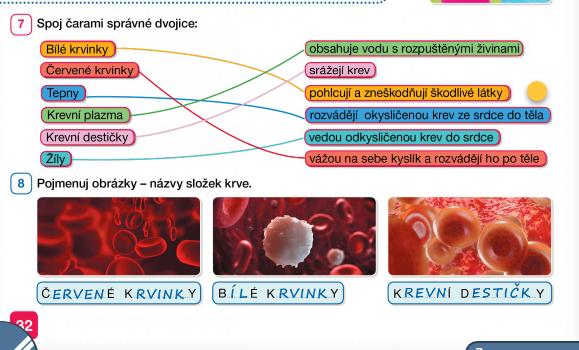 7 Spoj čarami správné dvojice:
Bílé krvinky
obsahuje vodu s rozpuštěnými živinami
Červené krvinky
srážejí krev
Tepny
pohlcují a zneškodňují škodlivé látky
Krevní plazma
rozvádějí okysličenou krev ze srdce do těla
Krevní destičky
vedou odkysličenou krev do srdce
Žíly
vážou na sebe kyslík a rozvádějí ho po těle
8 Pojmenuj obrázky – názvy složek krve.
ČERVENÉ KRVINKY
BÍLÉ KRVINKY
KREVNÍ DESTIČKY
32